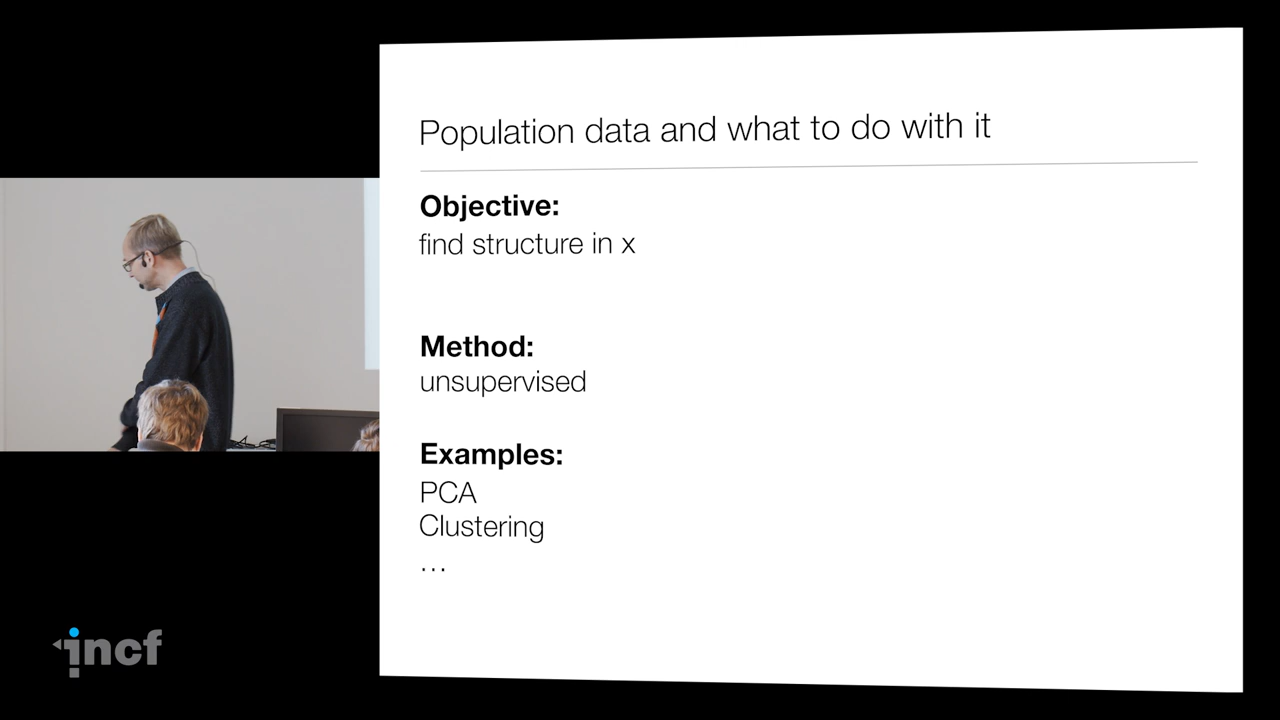 Population data and what to do with it
Objective:
find structure in x
Method:
unsupervised
Examples:
PCA
Clustering
...
incf